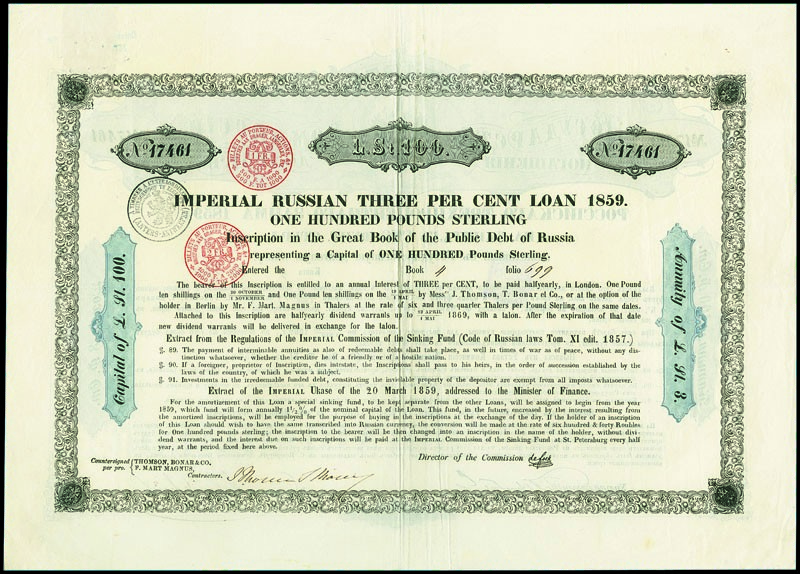 No 17461
L. St. 100.
No 17461
IMPERIAL RUSSIAN THREE PER CENT LOAN 1859.
ONE HUNDRED POUNDS STERLING
Inscription in the Great Book of the Public Debt of Russia
representing a Capital of ONE HUNDRED Pounds Sterling.
Entered the Book 4 folio 699
The bearer of this Inscription is entilled to an annual Interest of THREE per CENT, to be paid halfyearly, in London. One Pound
ten shillings on the 20 OCTOBER / 1 NOVEMBER and One Pound ten shillings on the 19 APRIL / 1 MAI by Mess's J. Thomson, T. Bonar et Co., or at the option of the
holder in Berlin by Mr. F. Mart. Magnus in Thalers at the rate of six and three quarter Thalers per Pound Sterling on the same dates.
Attached to this Inscription are halfyearly dividend warrants up to 19 APRIL / 1 MAI 1869, with a talon. After the expiration of that date
new dividend warrants will be delivered in exchange for the talon.
Extract from the Regulations of the IMPERIAL Commission of the Sinking Fund (Code of Russian laws Tom. XI edit. 1857.)
§. 89. The payment of interminable annuities as also of redeemable debts shall take place, as well in times of war as of peace, without any dis-
tinction whatsoever, whether the creditor be of a friendly or of a hostile nation.
§. 90. If a foreigner, proprietor of Inscription, dies intestate, the Inscriptions shall pass to his heirs, in the order of succession established by the
laws of the country, of which he was a subject.
§. 91. Investments in the irredeemable funded debt, constituting the inviolable property of the depositor are exempt from all imposts whatsoever.
Extract of the IMPERIAL Ukase of the 20 March 1859, addressed to the Minister of Finance.
For the amortizement of this Loan a special sinking fund, to be kept separate from the other Loans, will be assigned to begin from the year
1859, which fund will form annually 1 1/2 % of the nominal capital of the Loan. This fund, in the future, encreased by the interest resulting from
the amortized inscriptions, will be employed for the purpose of buying in the inscriptions at the exchange of the day. If the holder of an inscription
of this Loan should wish to have the same transcribed into Russian currency, the conversion will be made at the rate of six hundred & forty Roubles
for One hundred pounds sterling; the inscription to the bearer will then be changed into an inscription in the name of the holder, without divi-
dend warrants, and the interest due on such inscriptions will be paid at the IMPERIAL Commission of the Sinking Fund at St. Petersburg every half
year, at the period fixed here above.
Capital of L. St. 100.
Annuity of L. St. 3.
Countersigned THOMSON, BONAR & CO.
per pro. F. MART MAGNUS,
Contractors.
Director of the Commission